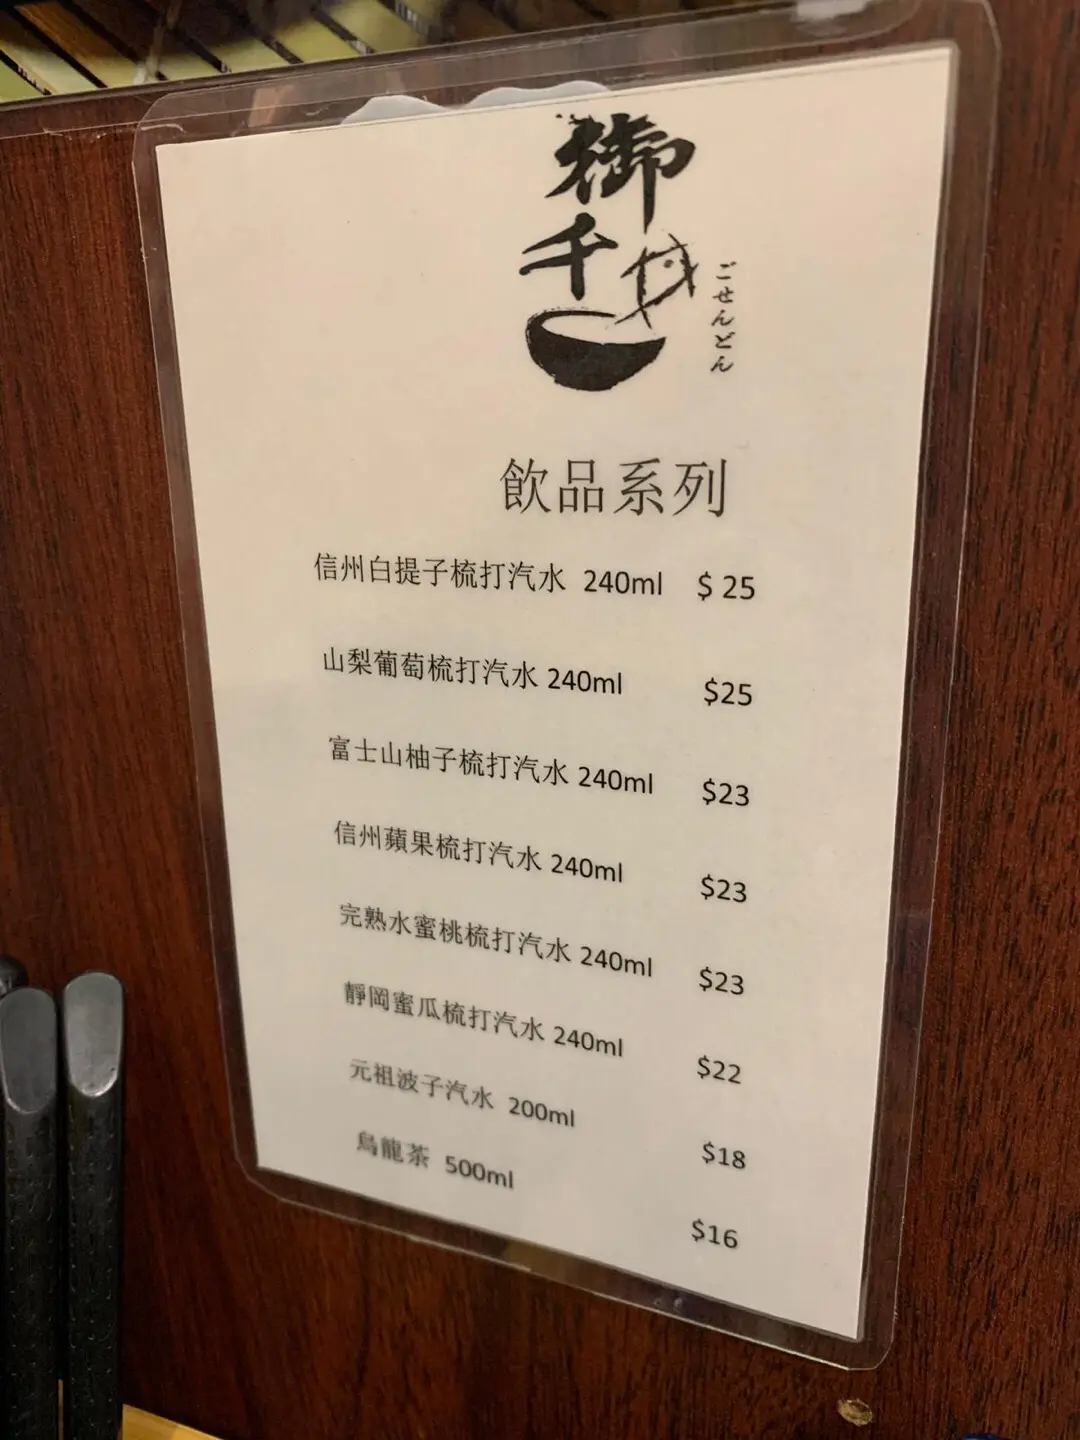 御
千
丼
ごせんどん
飲品系列
信州白提子梳打汽水 240ml $ 25
山梨葡萄梳打汽水 240ml $25
富士山柚子梳打汽水 240ml $23
信州蘋果梳打汽水 240ml $23
完熟水蜜桃梳打汽水 240ml $23
靜岡蜜瓜梳打汽水 240ml $22
元祖波子汽水 200ml $18
烏龍茶 500ml $16